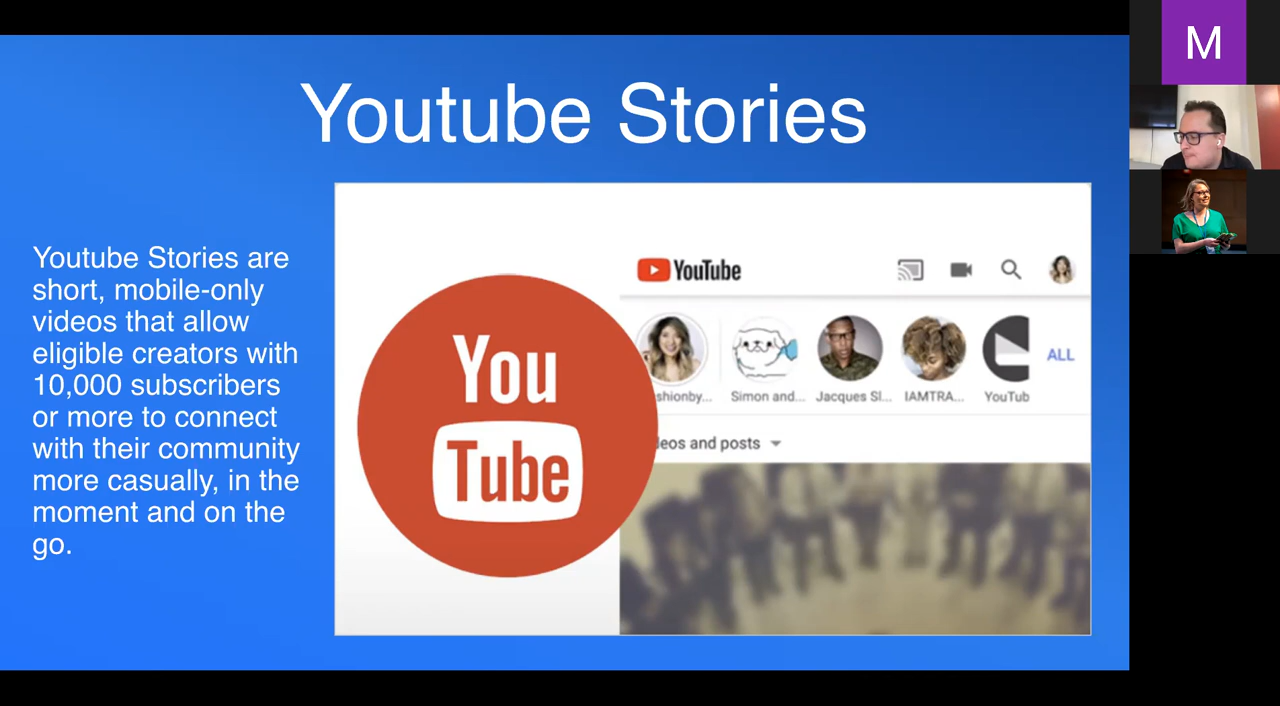 M
Youtube Stories
Youtube Stories are
short, mobile-only
videos that allow
eligible creators with
10,000 subscribers
or more to connect
with their community
more casually, in the
moment and on the
go.
You
Tube
YouTube
shionby... Simon and... Jacques Sl... IAMTRA... YouTub
ALL
eos and posts